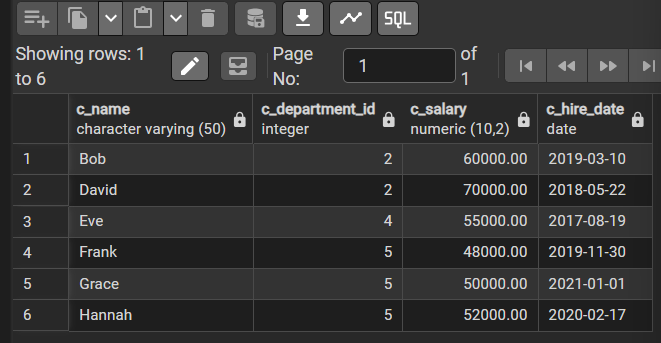 SQL
Showing rows: 1 to 6
Page No:
1
of 1
c_name character varying (50)
c_department_id integer
c_salary numeric (10,2)
c_hire_date date
1 Bob 2 60000.00 2019-03-10
2 David 2 70000.00 2018-05-22
3 Eve 4 55000.00 2017-08-19
4 Frank 5 48000.00 2019-11-30
5 Grace 5 50000.00 2021-01-01
6 Hannah 5 52000.00 2020-02-17